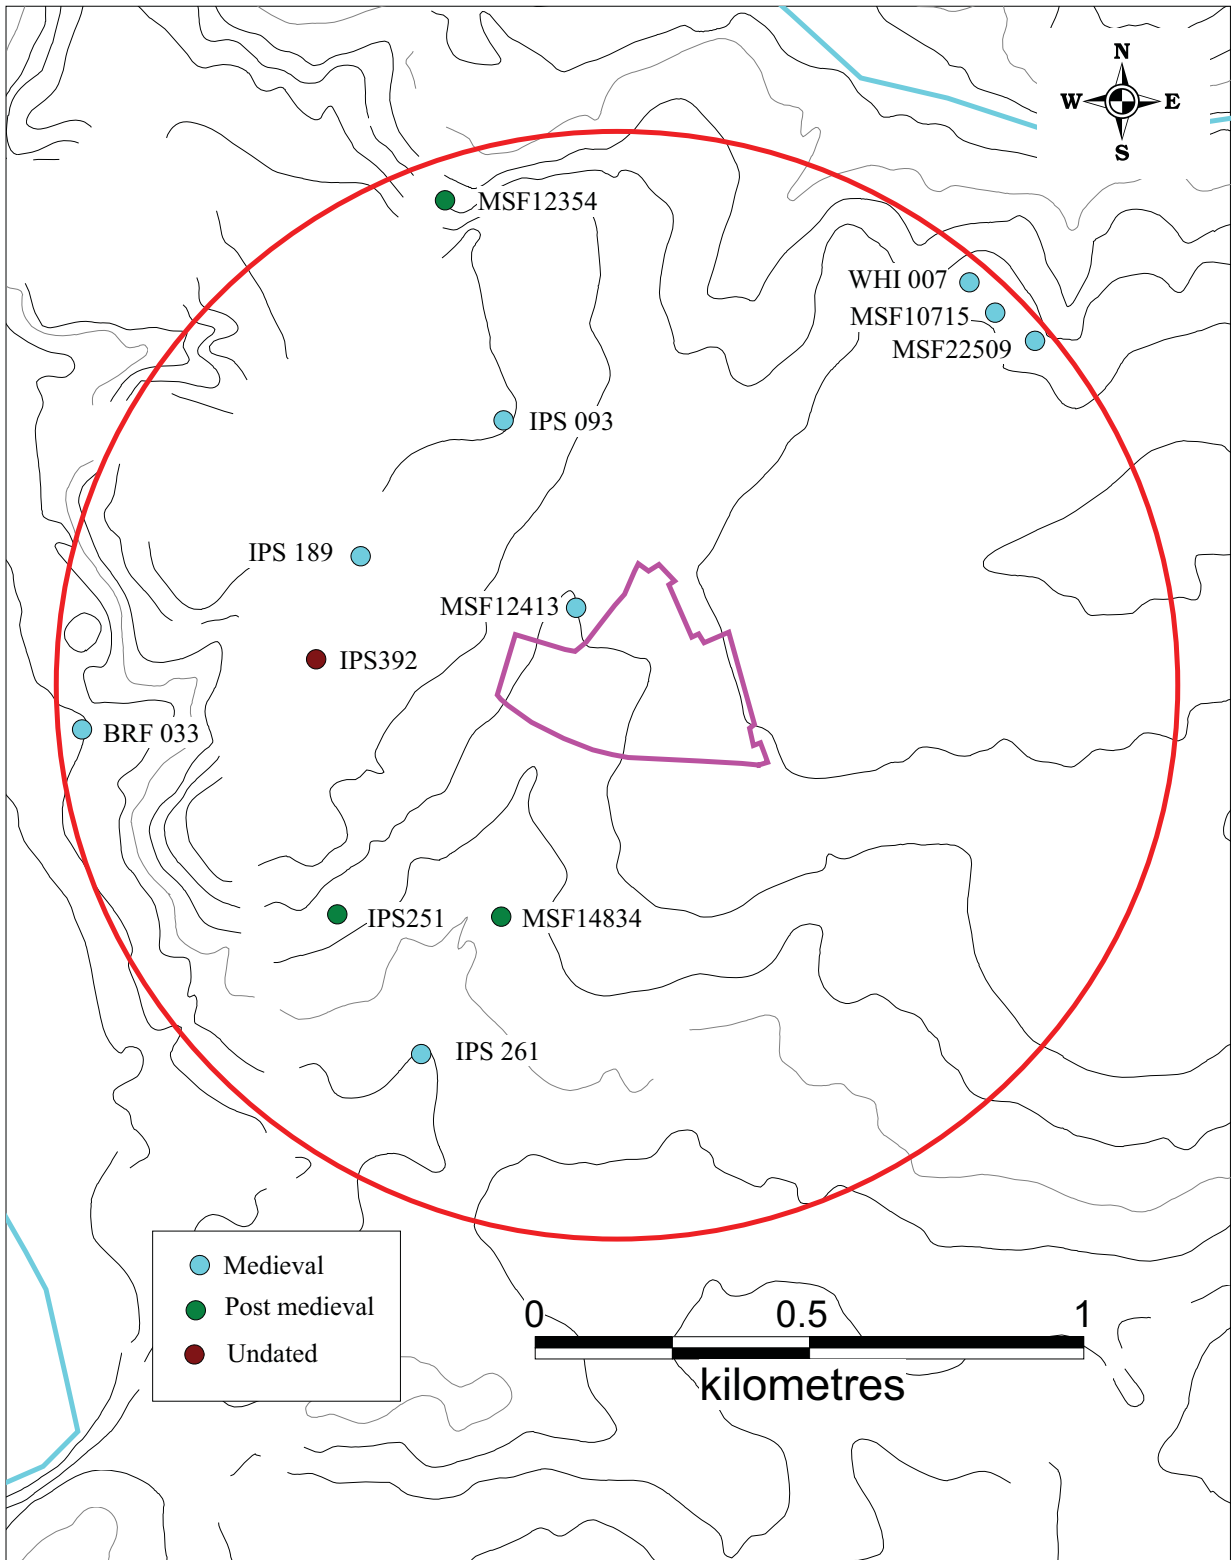 N
W E
S
MSF12354
WHI 007
MSF10715
MSF22509
IPS 093
IPS 189
MSF12413
IPS392
BRF 033
IPS251
MSF14834
IPS 261
Medieval
Post medieval
Undated
0 0.5 1
kilometres